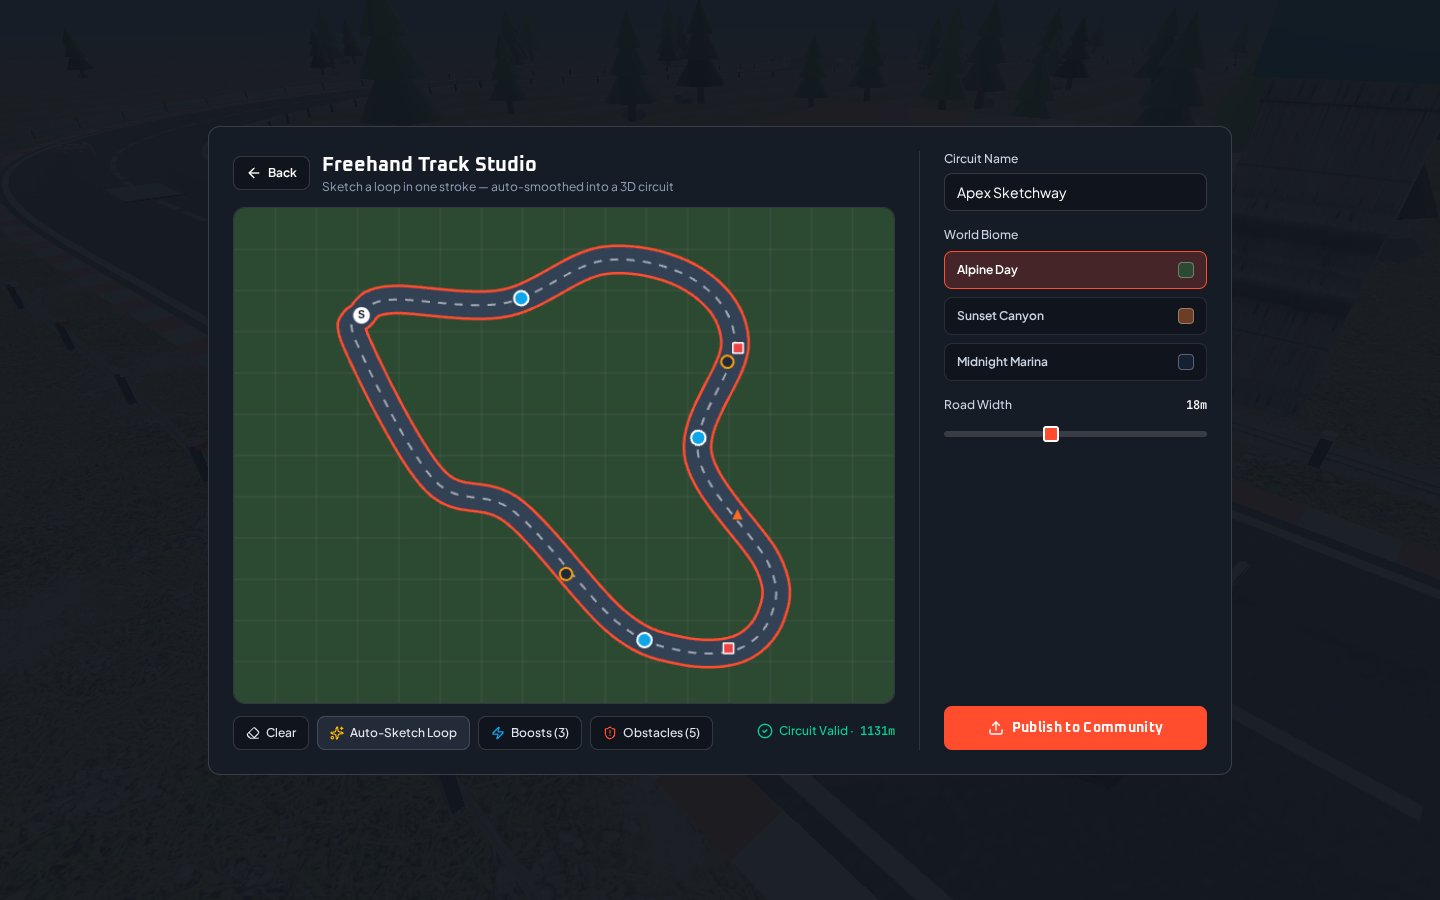 Back
Freehand Track Studio
Sketch a loop in one stroke — auto-smoothed into a 3D circuit
S
Clear
Auto-Sketch Loop
Boosts (3)
Obstacles (5)
Circuit Valid · 1131m
Circuit Name
Apex Sketchway
World Biome
Alpine Day
Sunset Canyon
Midnight Marina
Road Width
18m
Publish to Community